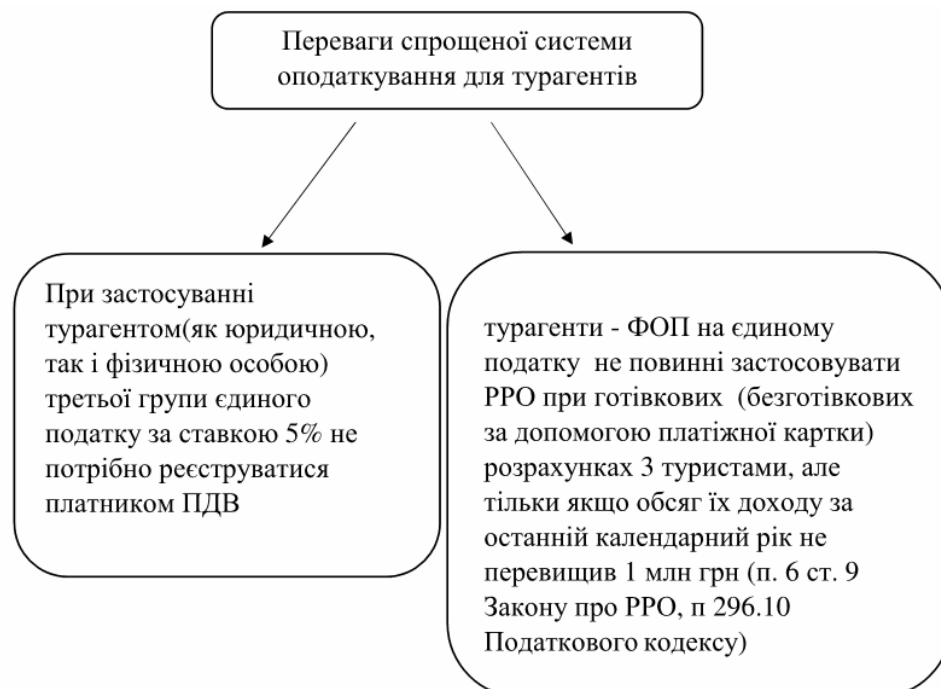 Переваги спрощеної системи
оподаткування для турагентів
При застосуванні
турагентом(як юридичною,
так і фізичною особою)
третьої групи єдиного
податку за ставкою 5% не
потрібно реєструватися
платником ПДВ
турагенти - ФОП на єдиному
податку не повинні застосовувати
РРО при готівкових (безготівкових
за допомогою платіжної картки)
розрахунках 3 туристами, але
тільки якщо обсяг їх доходу за
останній календарний рік не
перевищив 1 млн грн (п. 6 ст. 9
Закону про РРО, п 296.10
Податкового кодексу)